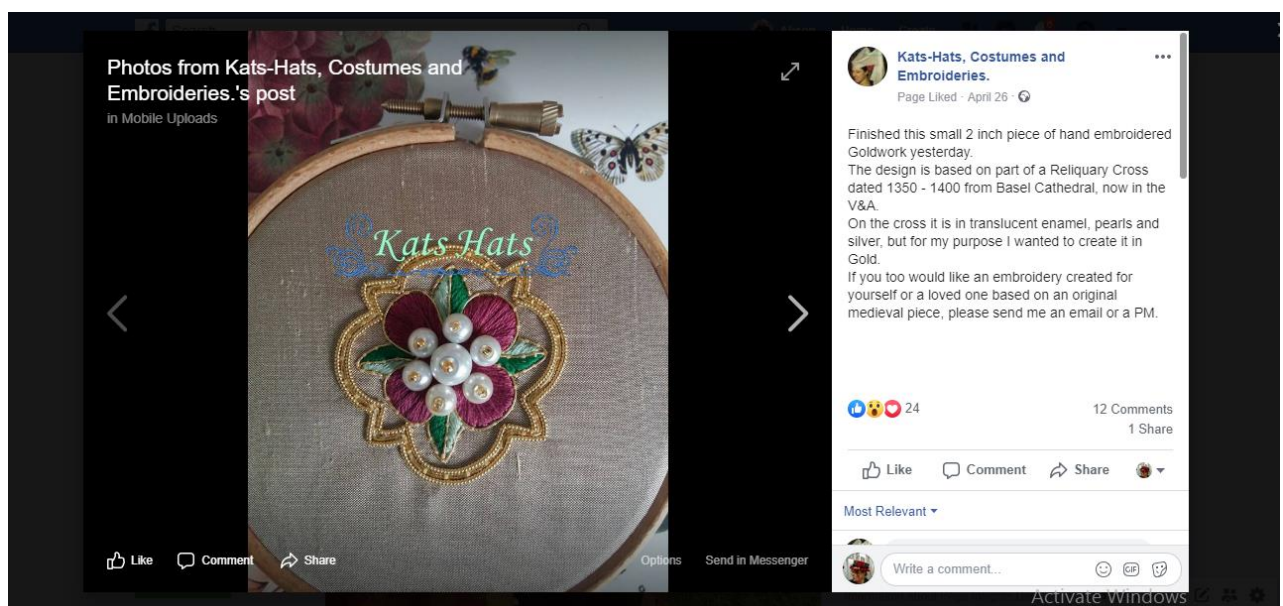 Photos from Kats-Hats, Costumes and
Embroideries.'s post
in Mobile Uploads
Kats Hats
Like
Comment
Share
Options
Send in Messenger
Kats-Hats, Costumes and
Embroideries.
Page Liked · April 26 ·
Finished this small 2 inch piece of hand embroidered
Goldwork yesterday.
The design is based on part of a Reliquary Cross
dated 1350 - 1400 from Basel Cathedral, now in the
V&A.
On the cross it is in translucent enamel, pearls and
silver, but for my purpose I wanted to create it in
Gold.
If you too would like an embroidery created for
yourself or a loved one based on an original
medieval piece, please send me an email or a PM.
24
12 Comments
1 Share
Like
Comment
Share
Most Relevant
Write a comment...
GIF
Activate Windows